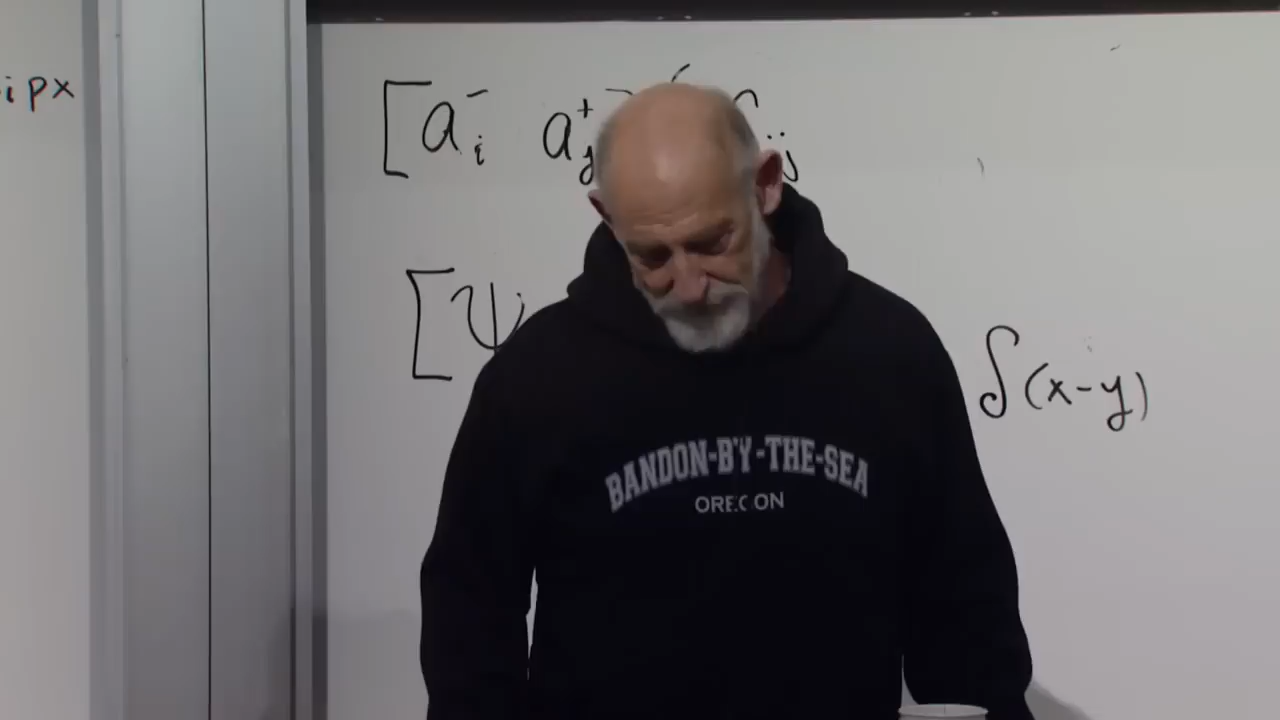 ipx
[a⁻ᵢ a⁺ⱼ
[ψ δ(x-y)
BANDON-BY-THE-SEA
OREGON